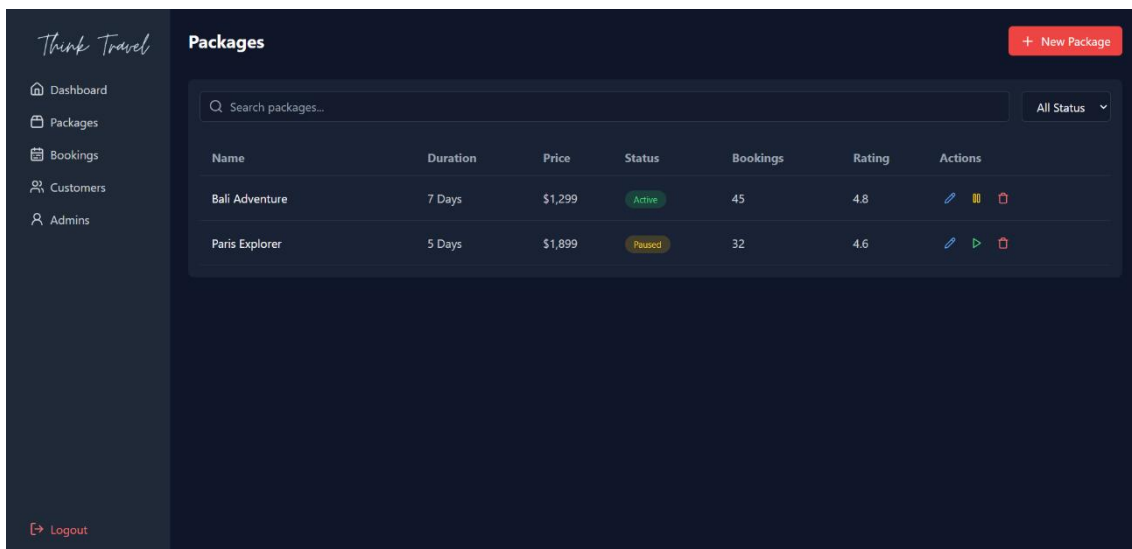 Think Travel
Dashboard
Packages
Bookings
Customers
Admins
Logout
Packages
+ New Package
Search packages...
All Status
Name Duration Price Status Bookings Rating Actions
Bali Adventure 7 Days $1,299 Active 45 4.8
Paris Explorer 5 Days $1,899 Paused 32 4.6